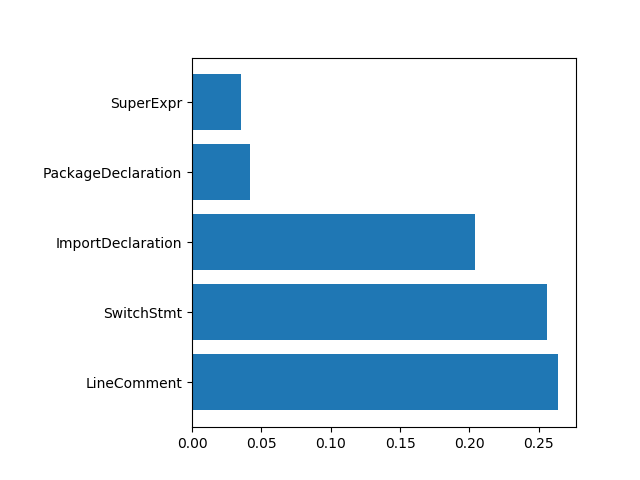 SuperExpr
PackageDeclaration
ImportDeclaration
SwitchStmt
LineComment
0.00 0.05 0.10 0.15 0.20 0.25